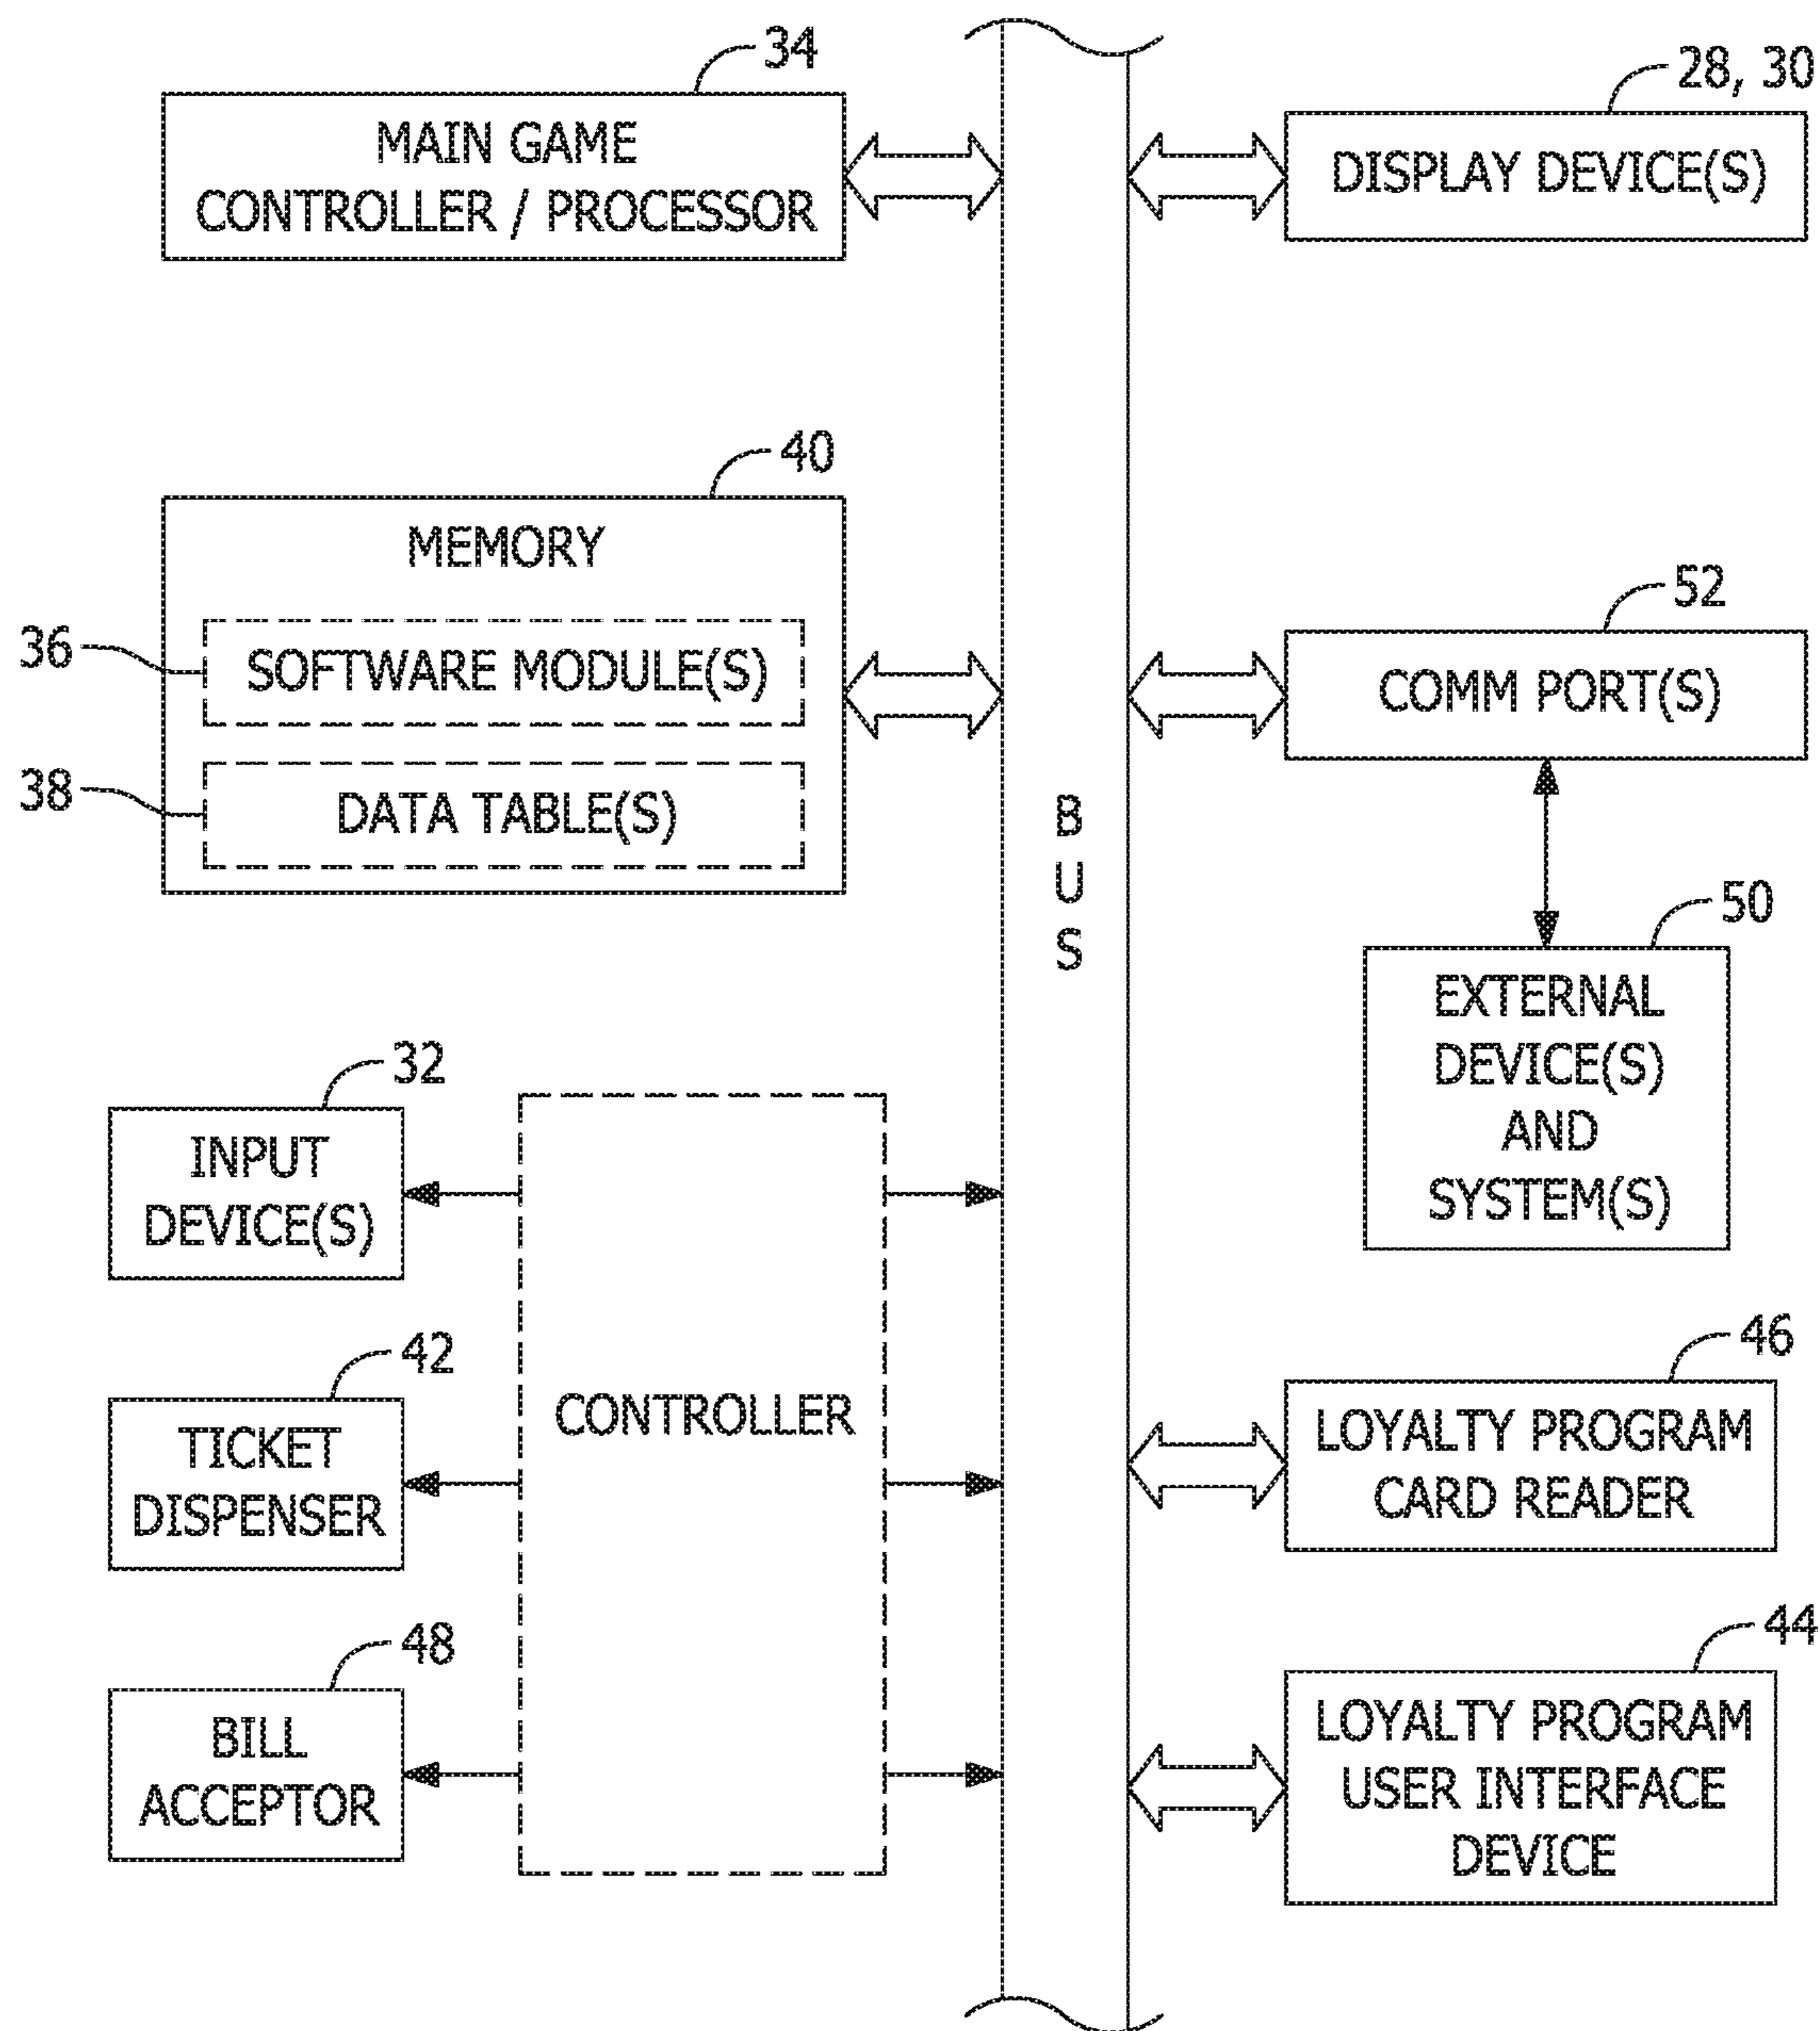 34
MAIN GAME
CONTROLLER / PROCESSOR
28, 30
DISPLAY DEVICE(S)
40
MEMORY
36
SOFTWARE MODULE(S)
38
DATA TABLE(S)
52
COMM PORT(S)
B
U
S
50
EXTERNAL
DEVICE(S)
AND
SYSTEM(S)
32
INPUT
DEVICE(S)
42
TICKET
DISPENSER
48
BILL
ACCEPTOR
CONTROLLER
46
LOYALTY PROGRAM
CARD READER
44
LOYALTY PROGRAM
USER INTERFACE
DEVICE